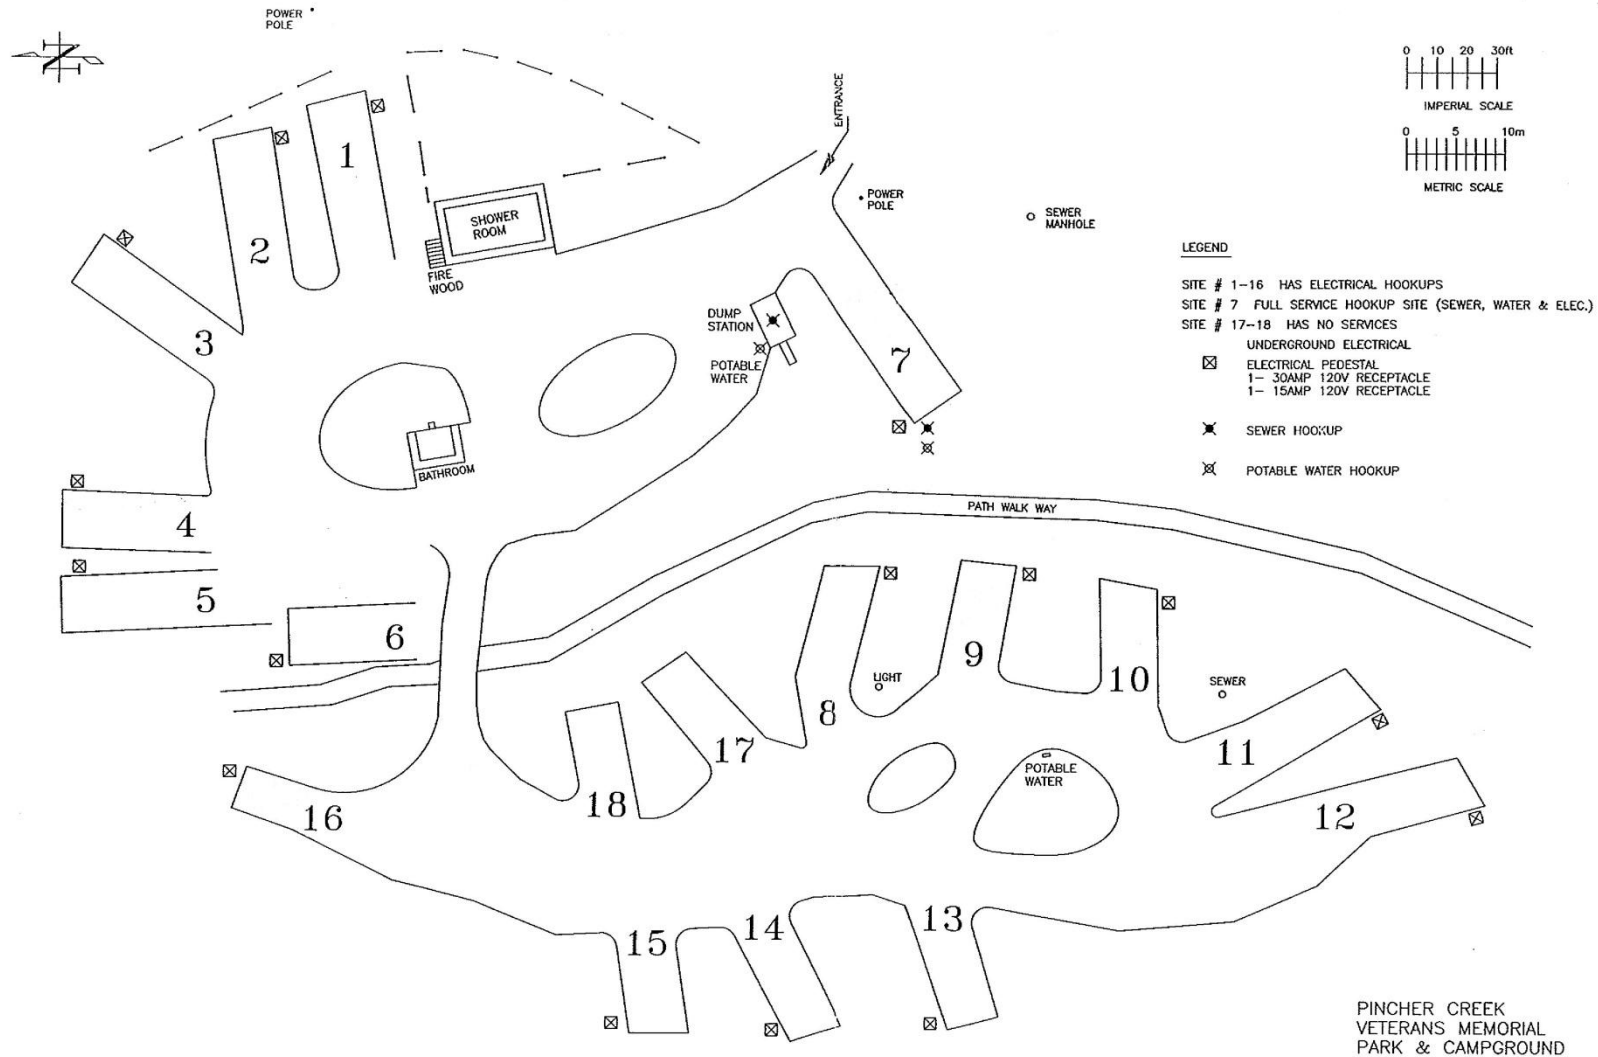 POWER
POLE
0 10 20 30ft
IMPERIAL SCALE
0 5 10m
METRIC SCALE
ENTRANCE
1
2
3
SHOWER
ROOM
FIRE
WOOD
POWER
POLE
SEWER
MANHOLE
DUMP
STATION
POTABLE
WATER
7
LEGEND
SITE # 1-16 HAS ELECTRICAL HOOKUPS
SITE # 7 FULL SERVICE HOOKUP SITE (SEWER, WATER & ELEC.)
SITE # 17-18 HAS NO SERVICES
UNDERGROUND ELECTRICAL
ELECTRICAL PEDESTAL
1- 30AMP 120V RECEPTACLE
1- 15AMP 120V RECEPTACLE
SEWER HOOKUP
POTABLE WATER HOOKUP
BATHROOM
4
5
6
PATH WALK WAY
8
LIGHT
9
10
SEWER
11
12
POTABLE
WATER
17
18
16
15
14
13
PINCHER CREEK
VETERANS MEMORIAL
PARK & CAMPGROUND